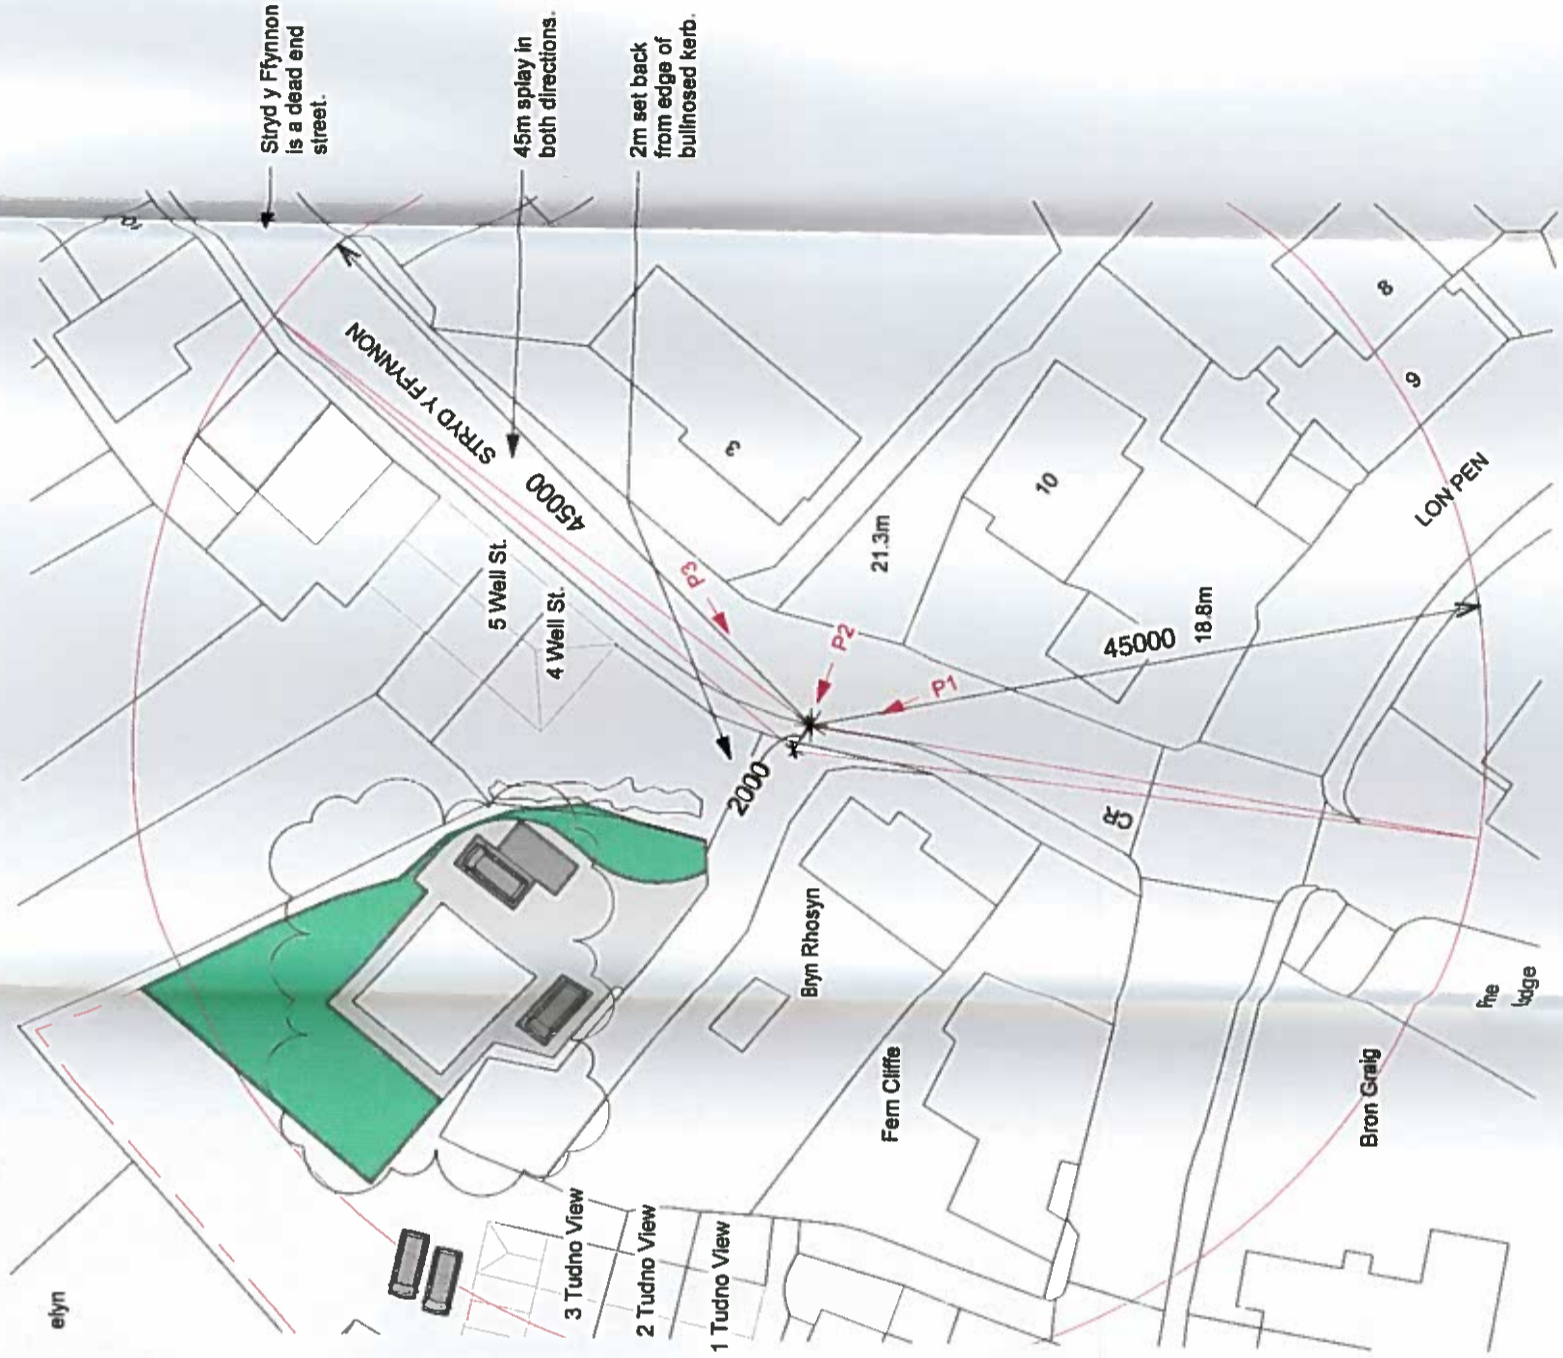 Stryd y Ffynnon
is a dead end
street.
45m splay in
both directions.
2m set back
from edge of
bullnosed kerb.
STRYD Y FFYNNON
45000
5 Well St.
4 Well St.
P3
P2
P1
2000
3
21.3m
10
8
9
LON PEN
45000
18.8m
Bryn Rhosyn
Fern Cliffe
Bron Graig
3 Tudno View
2 Tudno View
1 Tudno View
elyn